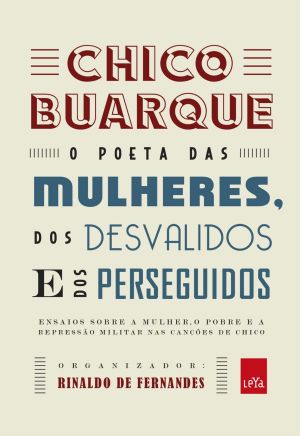 CHICO
BUARQUE
O POETA DAS
MULHERES,
DOS DESVALIDOS
E DOS PERSEGUIDOS
ENSAIOS SOBRE A MULHER, O POBRE E A
REPRESSÃO MILITAR NAS CANÇÕES DE CHICO
ORGANIZADOR:
RINALDO DE FERNANDES
LeYa